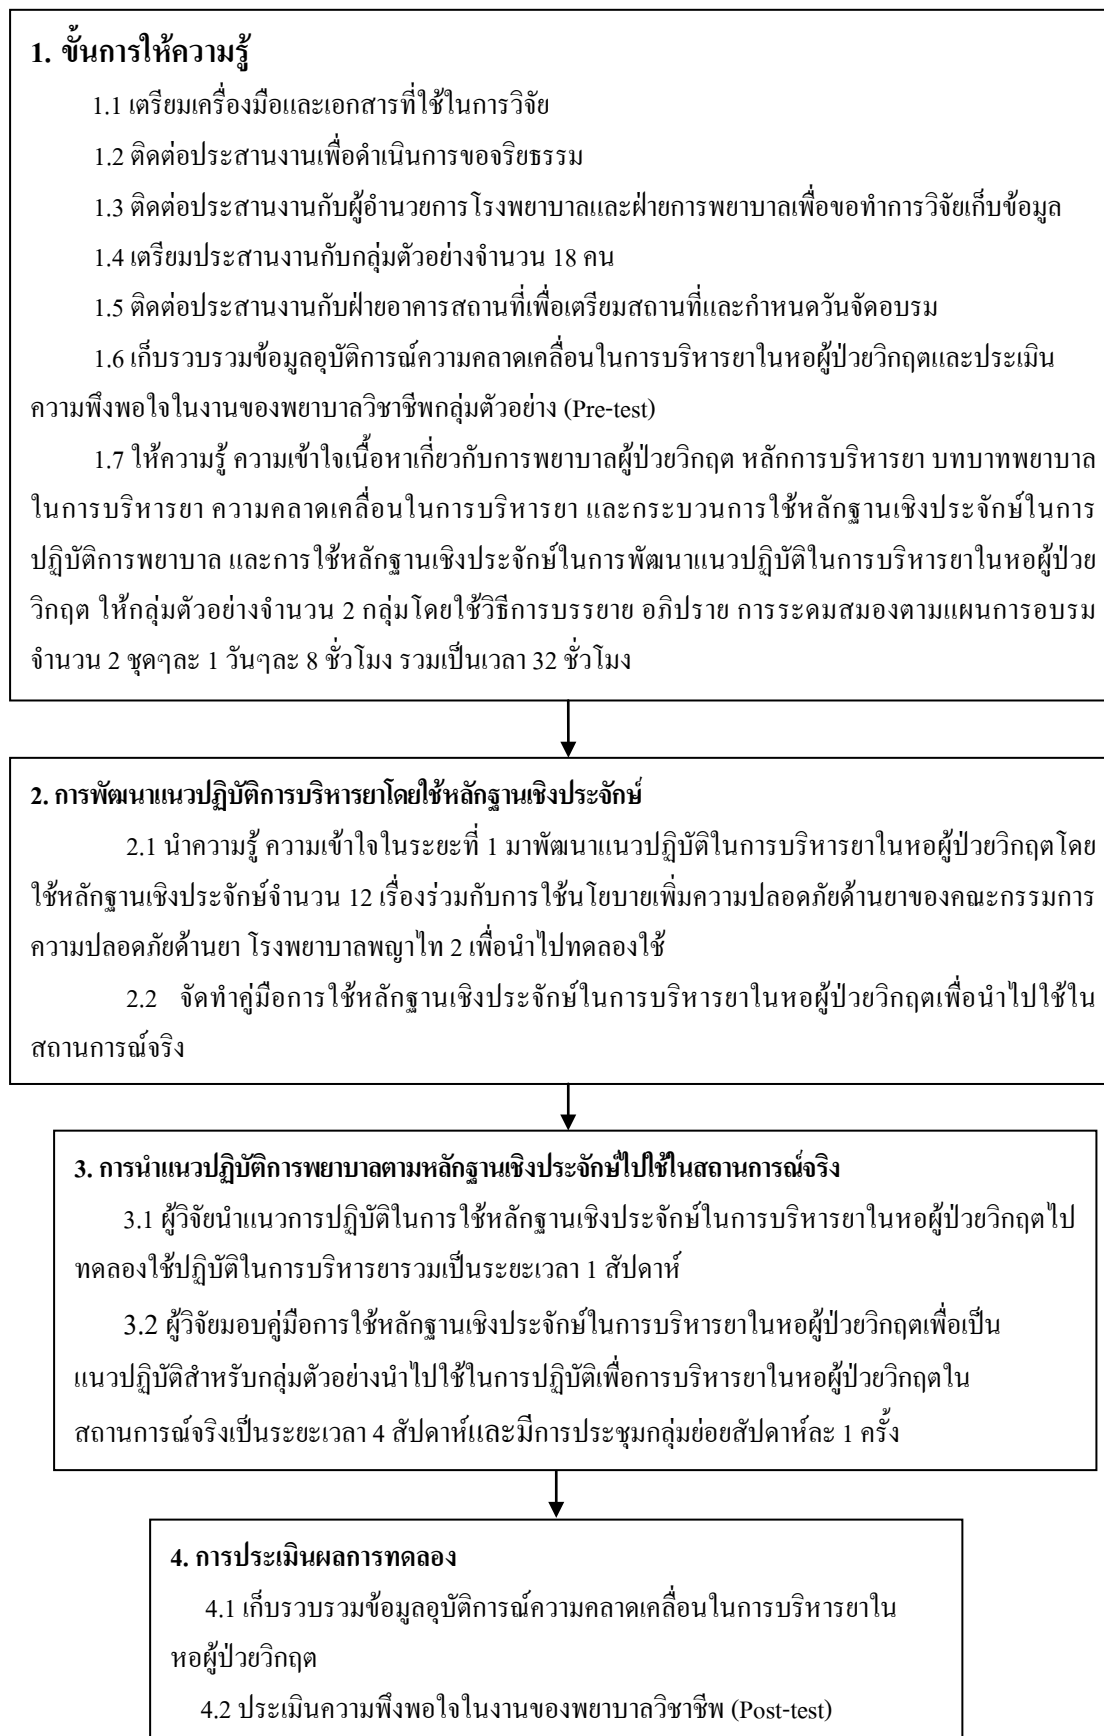 1. ขั้นการให้ความรู้
1.1 เตรียมเครื่องมือและเอกสารที่ใช้ในการวิจัย
1.2 ติดต่อประสานงานเพื่อดำเนินการขอจริยธรรม
1.3 ติดต่อประสานงานกับผู้อำนวยการโรงพยาบาลและฝ่ายการพยาบาลเพื่อขอทำการวิจัยเก็บข้อมูล
1.4 เตรียมประสานงานกับกลุ่มตัวอย่างจำนวน 18 คน
1.5 ติดต่อประสานงานกับฝ่ายอาคารสถานที่เพื่อเตรียมสถานที่และกำหนดวันจัดอบรม
1.6 เก็บรวบรวมข้อมูลอุบัติการณ์ความคลาดเคลื่อนในการบริหารยาในหอผู้ป่วยวิกฤตและประเมิน
ความพึงพอใจในงานของพยาบาลวิชาชีพกลุ่มตัวอย่าง (Pre-test)
1.7 ให้ความรู้ ความเข้าใจเนื้อหาเกี่ยวกับการพยาบาลผู้ป่วยวิกฤต หลักการบริหารยา บทบาทพยาบาล
ในการบริหารยา ความคลาดเคลื่อนในการบริหารยา และกระบวนการใช้หลักฐานเชิงประจักษ์ในการ
ปฏิบัติการพยาบาล และการใช้หลักฐานเชิงประจักษ์ในการพัฒนาแนวปฏิบัติในการบริหารยาในหอผู้ป่วย
วิกฤต ให้กลุ่มตัวอย่างจำนวน 2 กลุ่มโดยใช้วิธีการบรรยาย อภิปราย การระดมสมองตามแผนการอบรม
จำนวน 2 ชุดๆละ 1 วันๆละ 8 ชั่วโมง รวมเป็นเวลา 32 ชั่วโมง
2. การพัฒนาแนวปฏิบัติการบริหารยาโดยใช้หลักฐานเชิงประจักษ์
2.1 นำความรู้ ความเข้าใจในระยะที่ 1 มาพัฒนาแนวปฏิบัติในการบริหารยาในหอผู้ป่วยวิกฤตโดย
ใช้หลักฐานเชิงประจักษ์จำนวน 12 เรื่องร่วมกับการใช้นโยบายเพิ่มความปลอดภัยด้านยาของคณะกรรมการ
ความปลอดภัยด้านยา โรงพยาบาลพญาไท 2 เพื่อนำไปทดลองใช้
2.2 จัดทำคู่มือการใช้หลักฐานเชิงประจักษ์ในการบริหารยาในหอผู้ป่วยวิกฤตเพื่อนำไปใช้ใน
สถานการณ์จริง
3. การนำแนวปฏิบัติการพยาบาลตามหลักฐานเชิงประจักษ์ไปใช้ในสถานการณ์จริง
3.1 ผู้วิจัยนำแนวการปฏิบัติในการใช้หลักฐานเชิงประจักษ์ในการบริหารยาในหอผู้ป่วยวิกฤตไป
ทดลองใช้ปฏิบัติในการบริหารยารวมเป็นระยะเวลา 1 สัปดาห์
3.2 ผู้วิจัยมอบคู่มือการใช้หลักฐานเชิงประจักษ์ในการบริหารยาในหอผู้ป่วยวิกฤตเพื่อเป็น
แนวปฏิบัติสำหรับกลุ่มตัวอย่างนำไปใช้ในการปฏิบัติเพื่อการบริหารยาในหอผู้ป่วยวิกฤตใน
สถานการณ์จริงเป็นระยะเวลา 4 สัปดาห์และมีการประชุมกลุ่มย่อยสัปดาห์ละ 1 ครั้ง
4. การประเมินผลการทดลอง
4.1 เก็บรวบรวมข้อมูลอุบัติการณ์ความคลาดเคลื่อนในการบริหารยาใน
หอผู้ป่วยวิกฤต
4.2 ประเมินความพึงพอใจในงานของพยาบาลวิชาชีพ (Post-test)